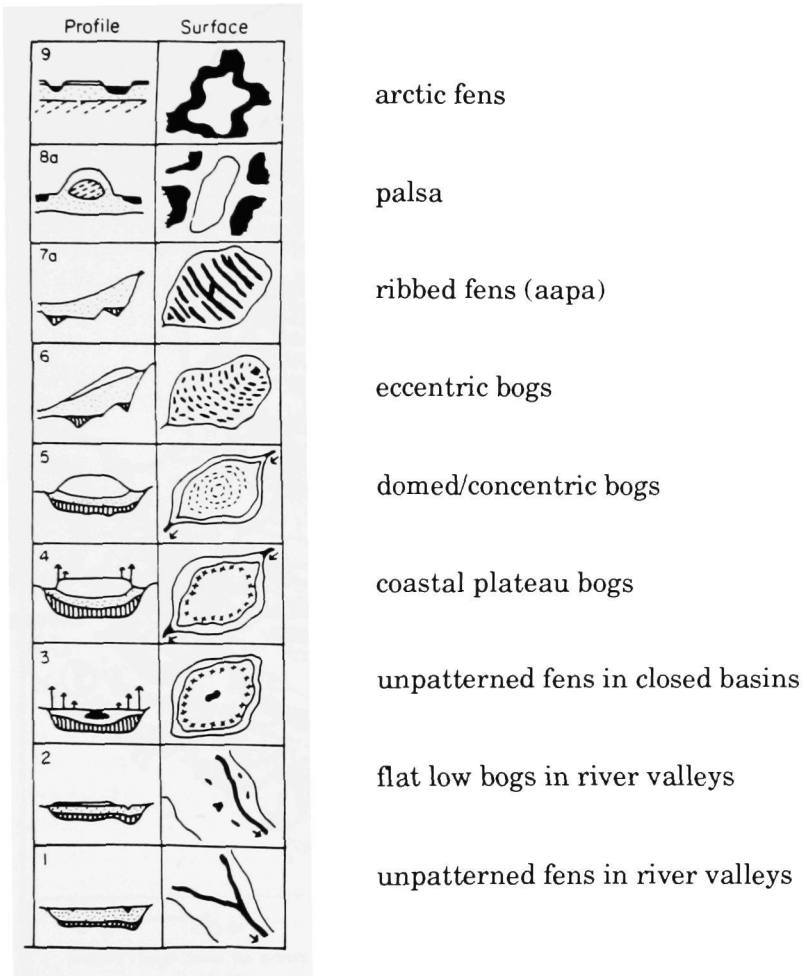 Profile Surface
9
arctic fens
8a
palsa
7a
ribbed fens (aapa)
6
eccentric bogs
5
domed/concentric bogs
4
coastal plateau bogs
3
unpatterned fens in closed basins
2
flat low bogs in river valleys
1
unpatterned fens in river valleys